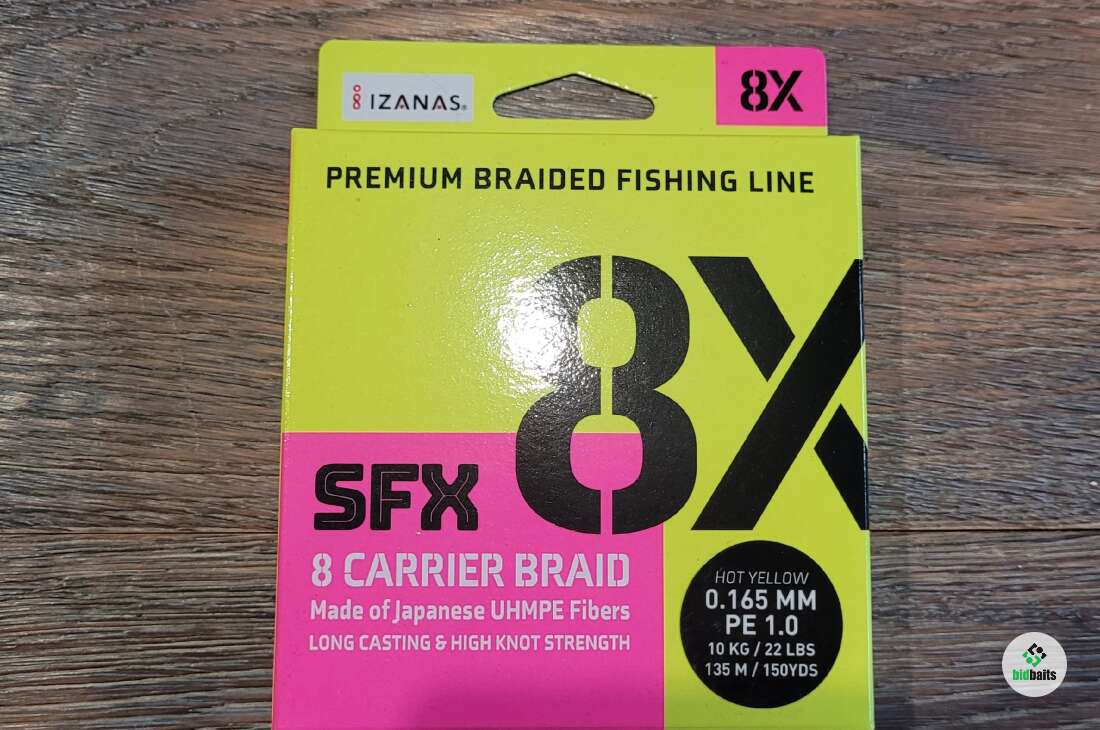 IZANAS®
8X
PREMIUM BRAIDED FISHING LINE
8X
SFX
8 CARRIER BRAID
Made of Japanese UHMPE Fibers
LONG CASTING & HIGH KNOT STRENGTH
HOT YELLOW
0.165 MM
PE 1.0
10 KG / 22 LBS
135 M / 150YDS
bidbaits